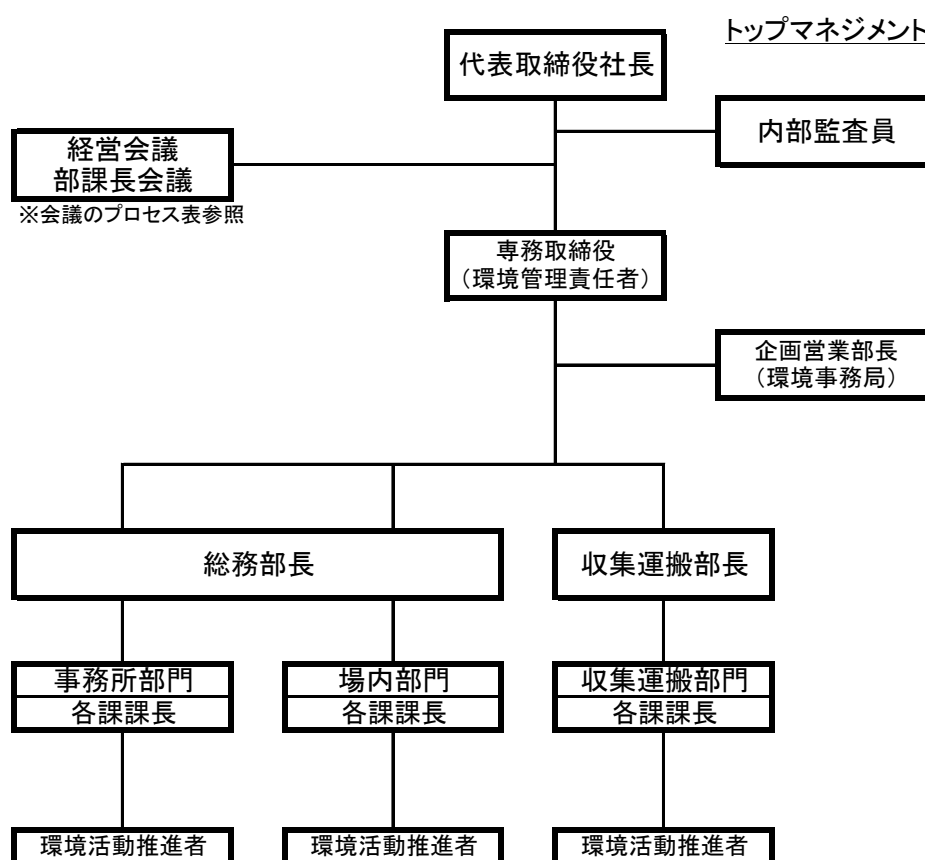 トップマネジメント
代表取締役社長
内部監査員
経営会議
部課長会議
※会議のプロセス表参照
専務取締役
（環境管理責任者）
企画営業部長
（環境事務局）
総務部長
収集運搬部長
事務所部門
場内部門
収集運搬部門
各課課長
各課課長
各課課長
環境活動推進者
環境活動推進者
環境活動推進者